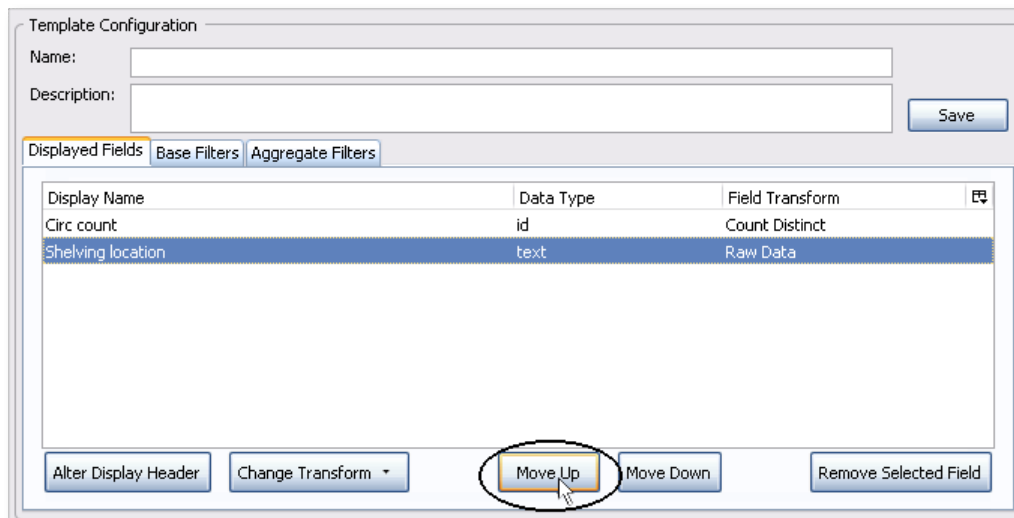 Template Configuration
Name:
Description:
Save
Displayed Fields Base Filters Aggregate Filters
Display Name Data Type Field Transform
Circ count id Count Distinct
Shelving location text Raw Data
Alter Display Header Change Transform Move Up Move Down Remove Selected Field